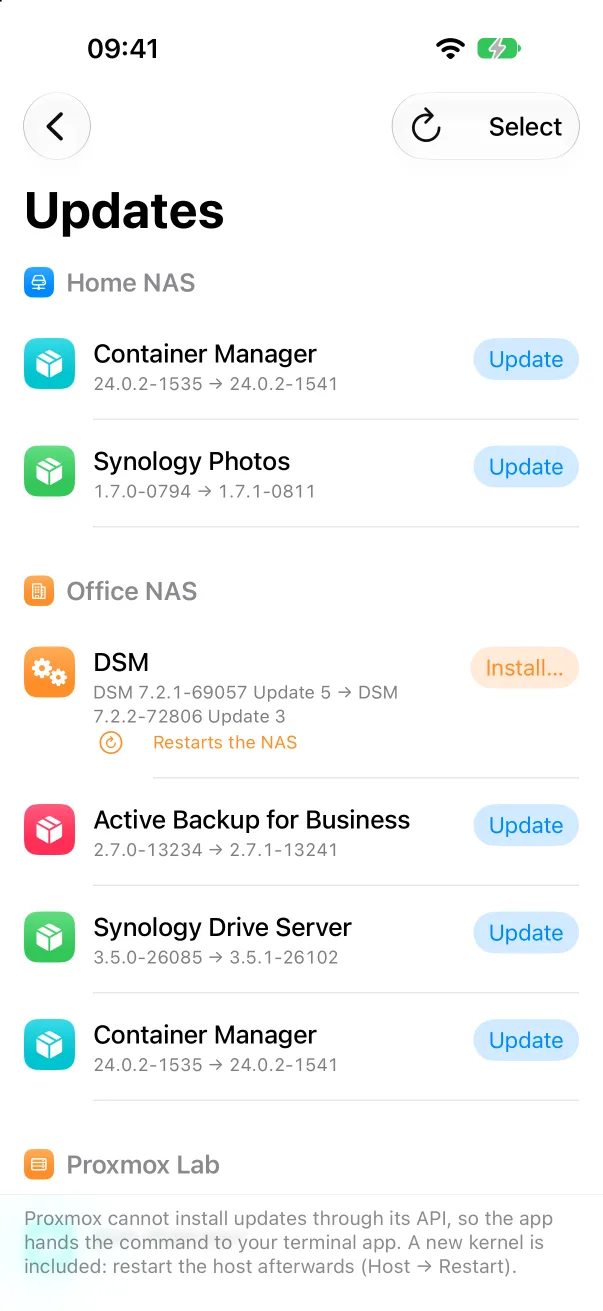 09:41
Select
Updates
Home NAS
Container Manager
Update
24.0.2-1535 → 24.0.2-1541
Synology Photos
Update
1.7.0-0794 → 1.7.1-0811
Office NAS
DSM
Install...
DSM 7.2.1-69057 Update 5 → DSM
7.2.2-72806 Update 3
Restarts the NAS
Active Backup for Business
Update
2.7.0-13234 → 2.7.1-13241
Synology Drive Server
Update
3.5.0-26085 → 3.5.1-26102
Container Manager
Update
24.0.2-1535 → 24.0.2-1541
Proxmox Lab
Proxmox cannot install updates through its API, so the app
hands the command to your terminal app. A new kernel is
included: restart the host afterwards (Host → Restart).